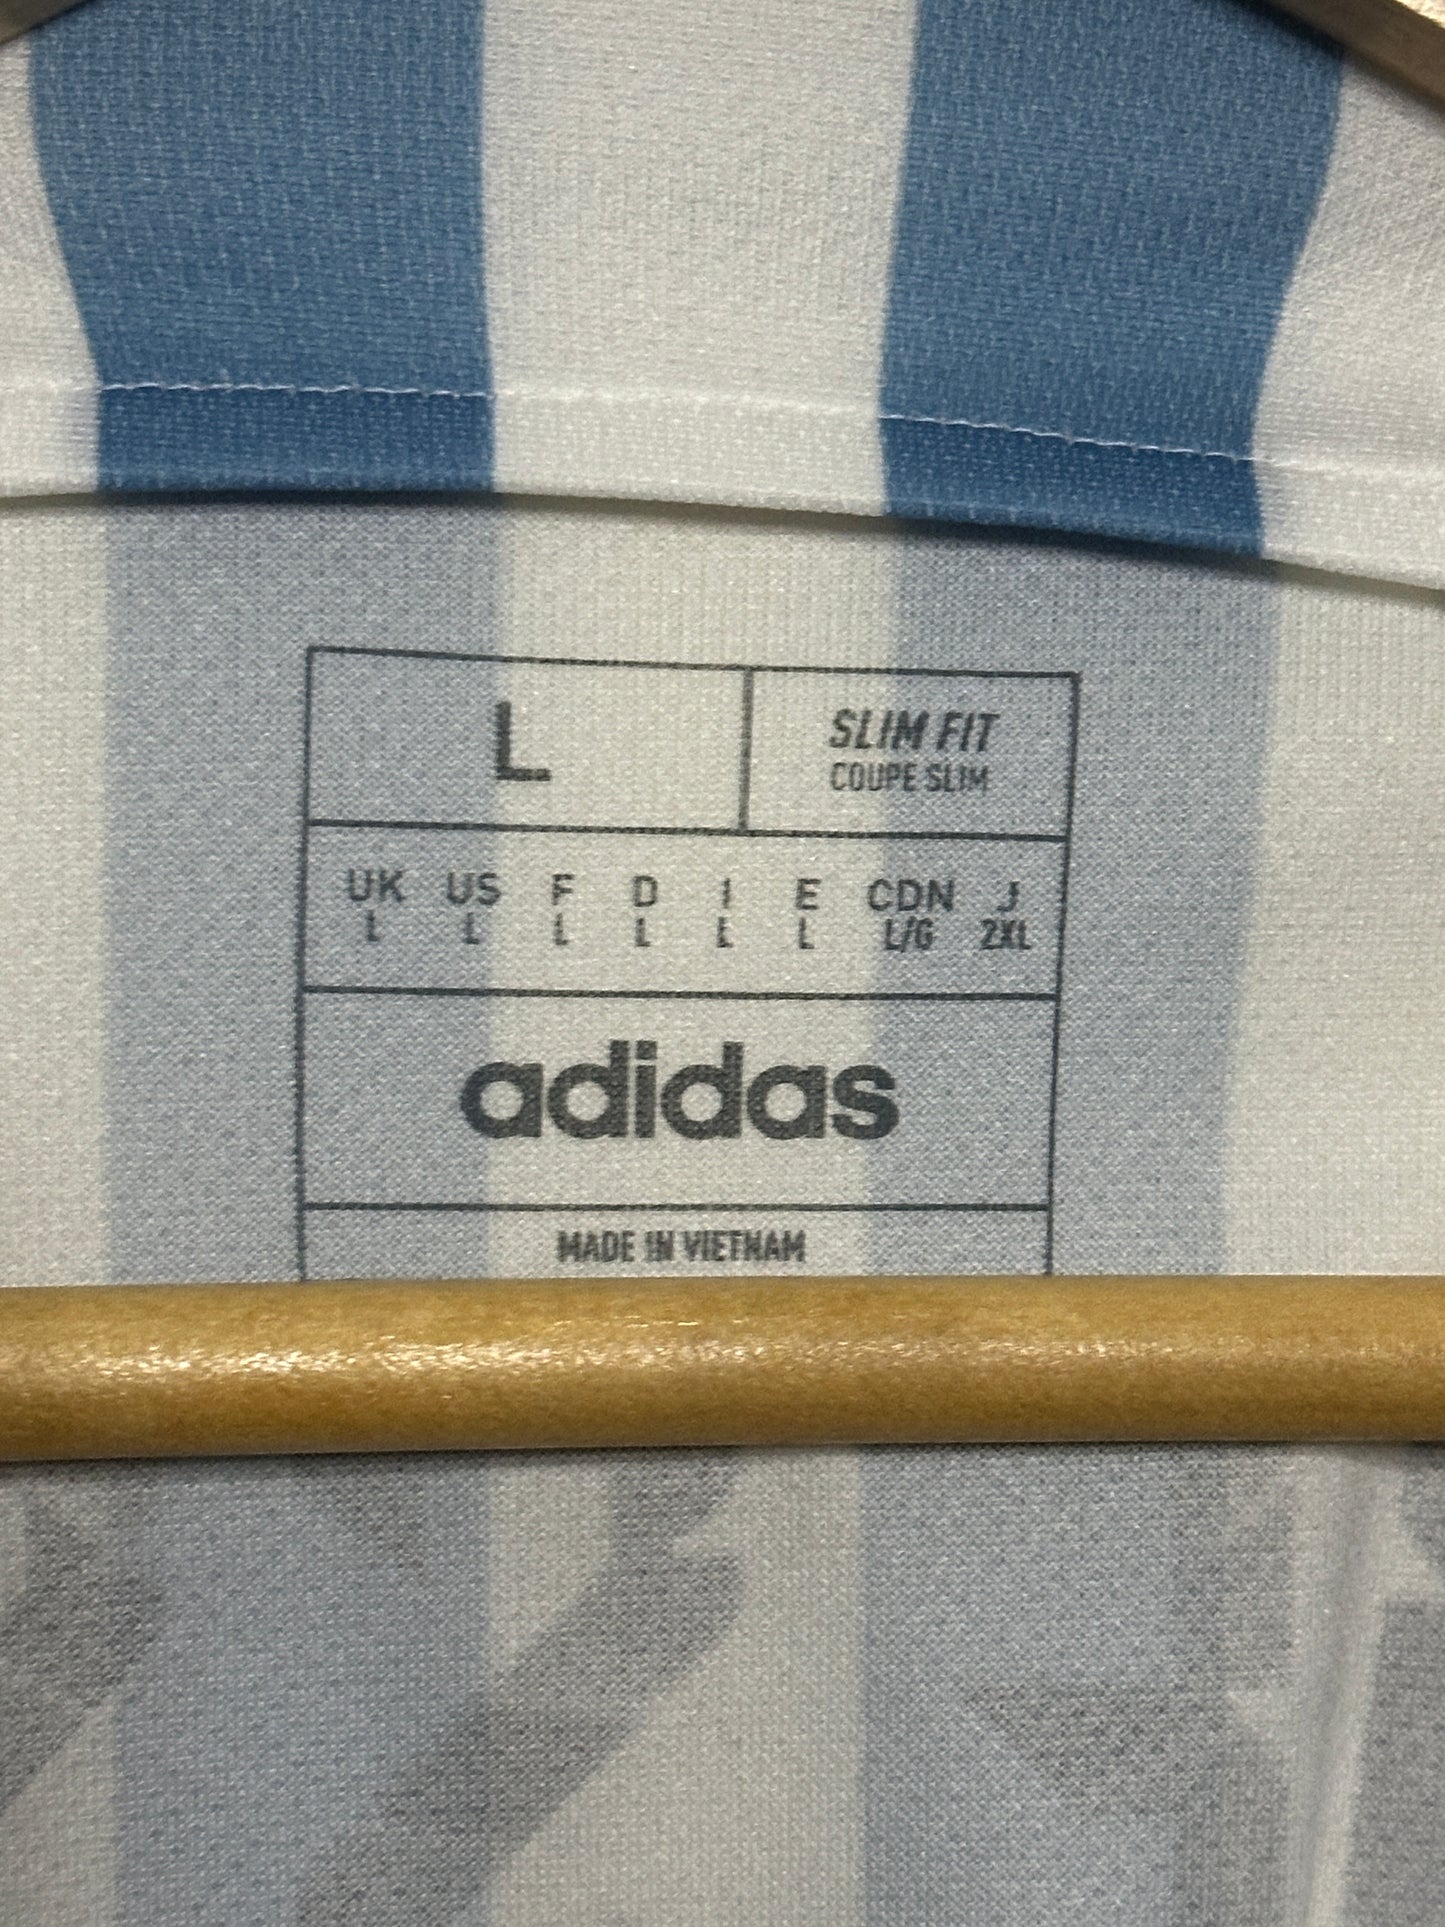 L
SLIM FIT
COUPE SLIM
UK US F D I E CDN J
L L L L L L L/G 2XL
adidas
MADE IN VIETNAM